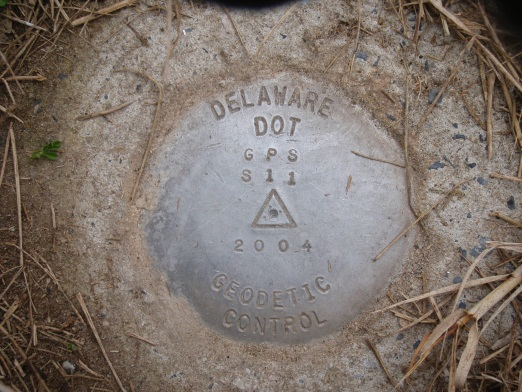 DELAWARE
DOT
GPS
S11
2004
GEODETIC
CONTROL